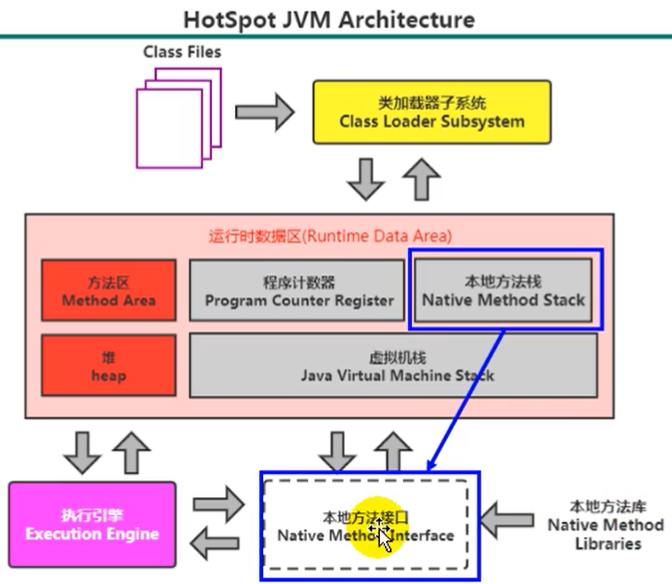 HotSpot JVM Architecture
Class Files
类加载器子系统
Class Loader Subsystem
运行时数据区(Runtime Data Area)
方法区
Method Area
程序计数器
Program Counter Register
本地方法栈
Native Method Stack
堆
heap
虚拟机栈
Java Virtual Machine Stack
执行引擎
Execution Engine
本地方法接口
Native Method Interface
本地方法库
Native Method
Libraries